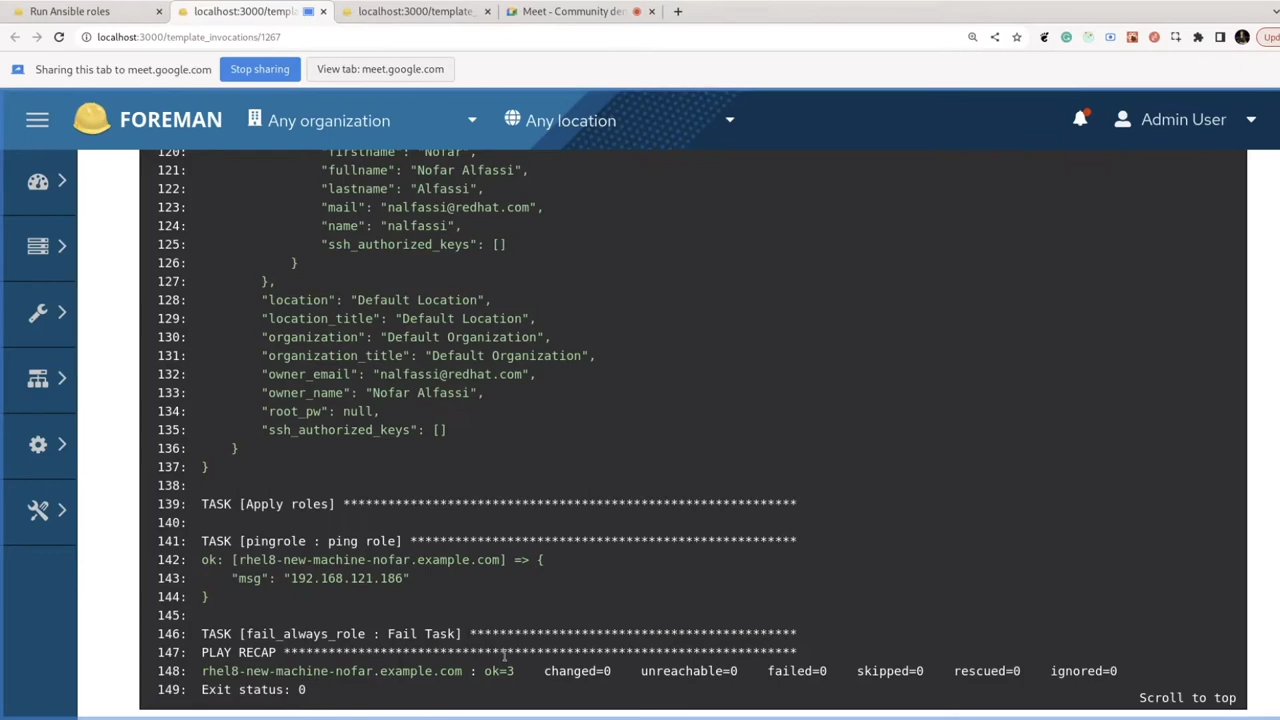 Run Ansible roles
localhost:3000/templa
localhost:3000/template_
Meet - Community den
localhost:3000/template_invocations/1267
Upd
Sharing this tab to meet.google.com
Stop sharing
View tab: meet.google.com
FOREMAN
Any organization
Any location
Admin User
120: "firstname": "Nofar",
121: "fullname": "Nofar Alfassi",
122: "lastname": "Alfassi",
123: "mail": "nalfassi@redhat.com",
124: "name": "nalfassi",
125: "ssh_authorized_keys": []
126: }
127: },
128: "location": "Default Location",
129: "location_title": "Default Location",
130: "organization": "Default Organization",
131: "organization_title": "Default Organization",
132: "owner_email": "nalfassi@redhat.com",
133: "owner_name": "Nofar Alfassi",
134: "root_pw": null,
135: "ssh_authorized_keys": []
136: }
137: }
138:
139: TASK [Apply roles] *************************************************************
140:
141: TASK [pingrole : ping role] ****************************************************
142: ok: [rhel8-new-machine-nofar.example.com] => {
143: "msg": "192.168.121.186"
144: }
145:
146: TASK [fail_always_role : Fail Task] ********************************************
147: PLAY RECAP *********************************************************************
148: rhel8-new-machine-nofar.example.com : ok=3 changed=0 unreachable=0 failed=0 skipped=0 rescued=0 ignored=0
149: Exit status: 0
Scroll to top